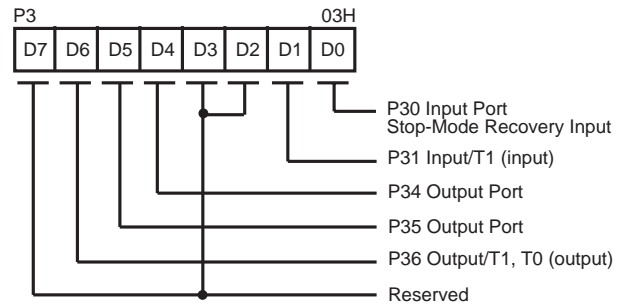 P3 03H
D7 D6 D5 D4 D3 D2 D1 D0
P30 Input Port
Stop-Mode Recovery Input
P31 Input/T1 (input)
P34 Output Port
P35 Output Port
P36 Output/T1, T0 (output)
Reserved